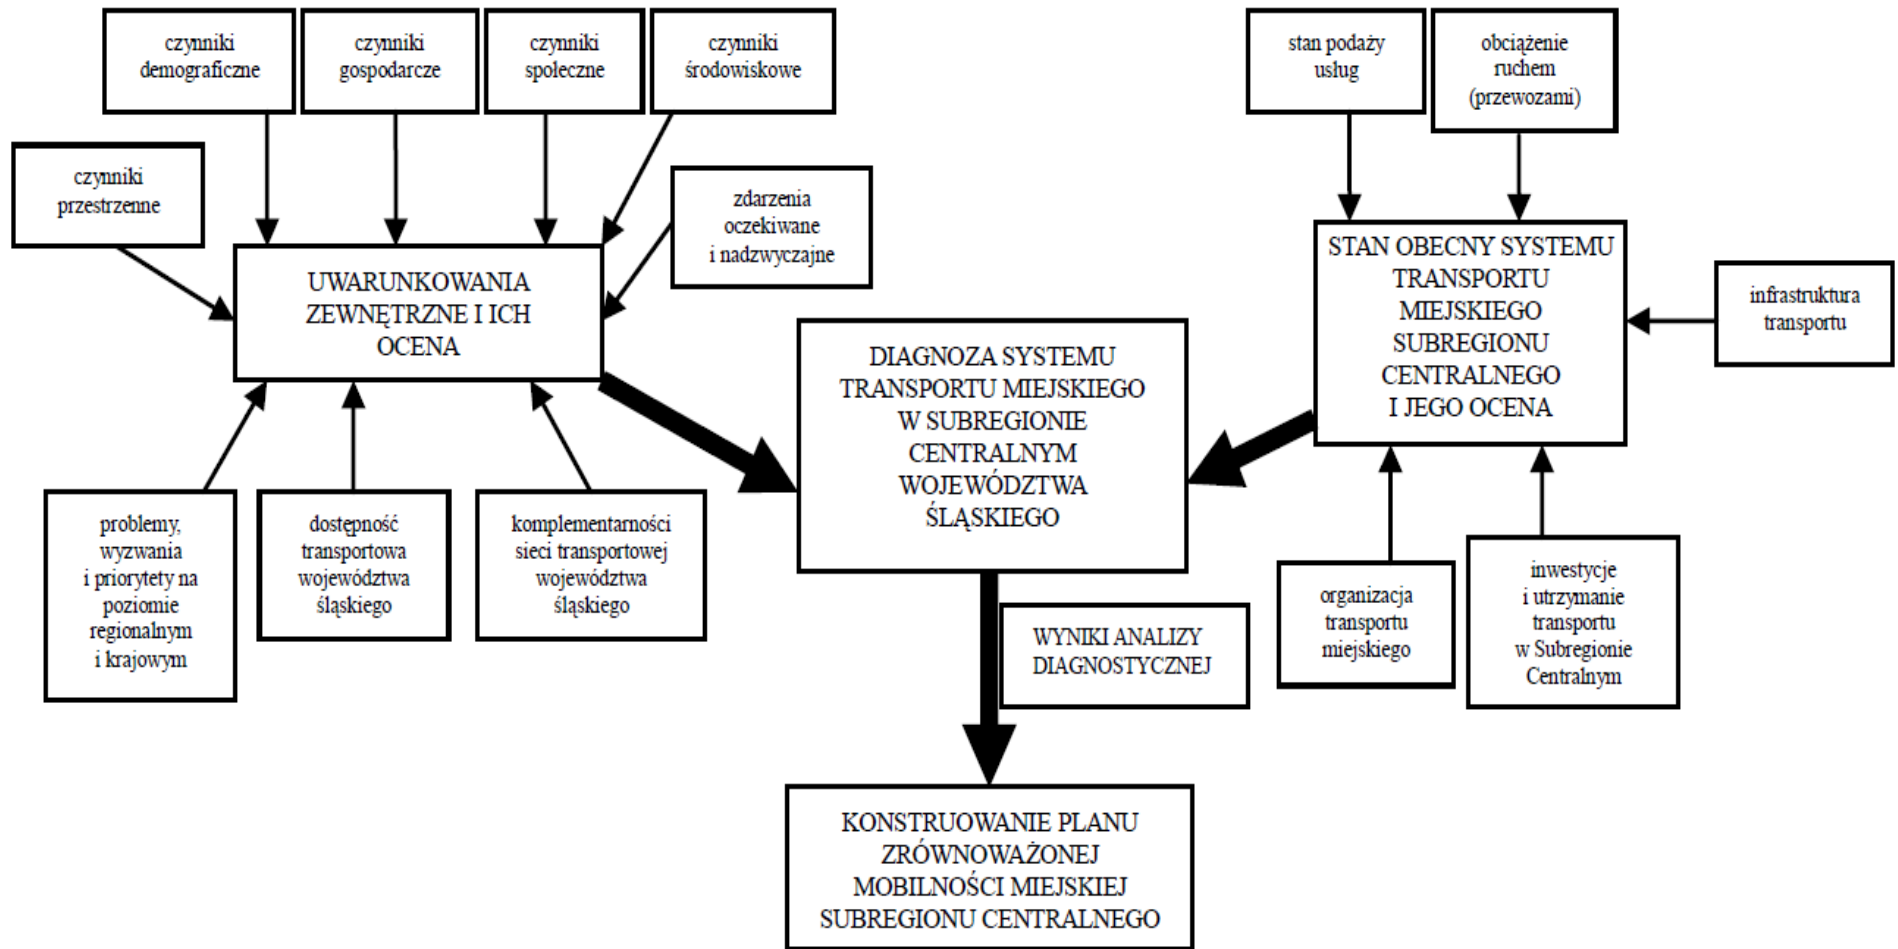 czynniki
demograficzne
czynniki
gospodarcze
czynniki
społeczne
czynniki
środowiskowe
stan podaży
usług
obciążenie
ruchem
(przewozami)
czynniki
przestrzenne
zdarzenia
oczekiwane
i nadzwyczajne
UWARUNKOWANIA
ZEWNĘTRZNE I ICH
OCENA
STAN OBECNY SYSTEMU
TRANSPORTU
MIEJSKIEGO
SUBREGIONU
CENTRALNEGO
I JEGO OCENA
infrastruktura
transportu
DIAGNOZA SYSTEMU
TRANSPORTU MIEJSKIEGO
W SUBREGIONIE
CENTRALNYM
WOJEWÓDZTWA
ŚLĄSKIEGO
problemy,
wyzwania
i priorytety na
poziomie
regionalnym
i krajowym
dostępność
transportowa
województwa
śląskiego
komplementarności
sieci transportowej
województwa
śląskiego
organizacja
transportu
miejskiego
inwestycje
i utrzymanie
transportu
w Subregionie
Centralnym
WYNIKI ANALIZY
DIAGNOSTYCZNEJ
KONSTRUOWANIE PLANU
ZRÓWNOWAŻONEJ
MOBILNOŚCI MIEJSKIEJ
SUBREGIONU CENTRALNEGO